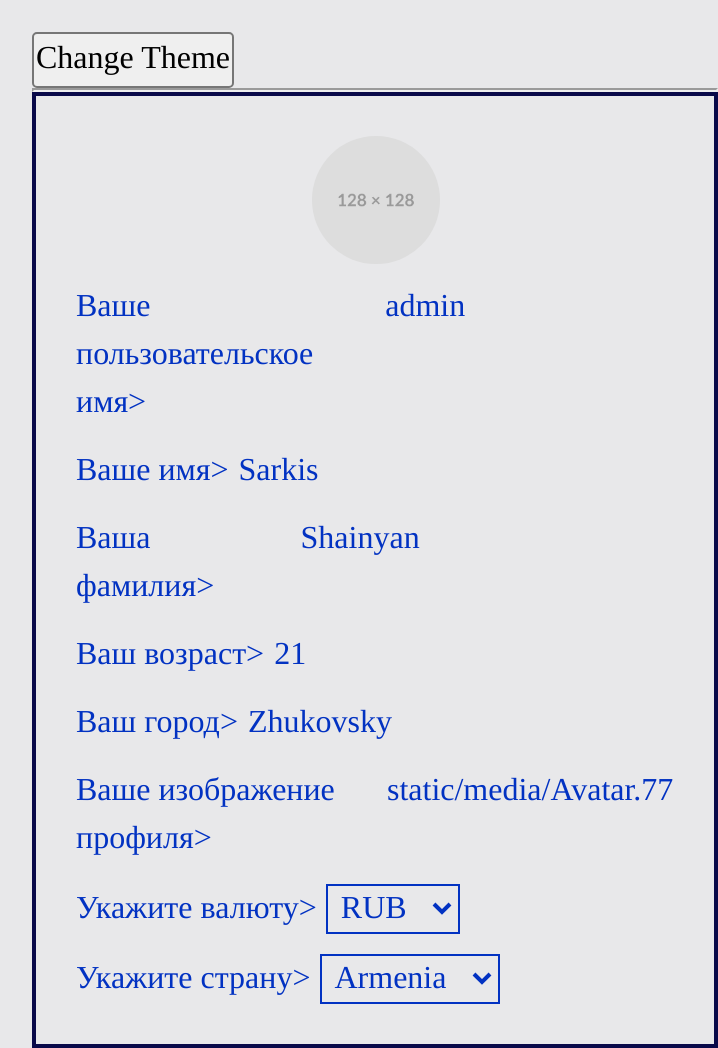 Change Theme
128 × 128
Ваше admin
пользовательское
имя>
Ваше имя> Sarkis
Ваша Shainyan
фамилия>
Ваш возраст> 21
Ваш город> Zhukovsky
Ваше изображение static/media/Avatar.77
профиля>
Укажите валюту> RUB
Укажите страну> Armenia